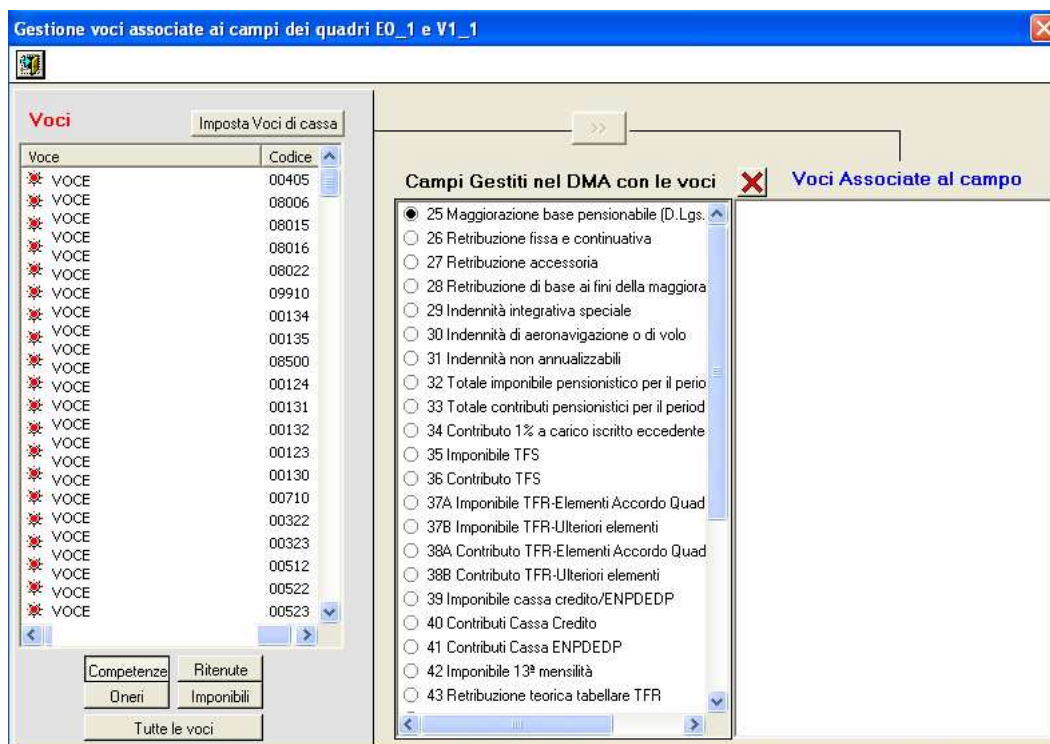 Gestione voci associate ai campi dei quadri E0_1 e V1_1
Voci
Imposta Voci di cassa
Voce Codice
VOCE 00405
VOCE 08006
VOCE 08015
VOCE 08016
VOCE
VOCE 08022
VOCE 09910
VOCE 00134
VOCE 00135
VOCE
VOCE 08500
VOCE 00124
VOCE 00131
VOCE 00132
VOCE
VOCE 00123
VOCE 00130
VOCE 00710
VOCE 00322
VOCE 00323
VOCE
VOCE 00512
VOCE 00522
VOCE 00523
Competenze Ritenute
Oneri Imponibili
Tutte le voci
>>
Campi Gestiti nel DMA con le voci
25 Maggiorazione base pensionabile (D.Lgs.
26 Retribuzione fissa e continuativa
27 Retribuzione accessoria
28 Retribuzione di base ai fini della maggiora
29 Indennità integrativa speciale
30 Indennità di aeronavigazione o di volo
31 Indennità non annualizzabili
32 Totale imponibile pensionistico per il perio
33 Totale contributi pensionistici per il period
34 Contributo 1% a carico iscritto eccedente
35 Imponibile TFS
36 Contributo TFS
37A Imponibile TFR-Elementi Accordo Quad
37B Imponibile TFR-Ulteriori elementi
38A Contributo TFR-Elementi Accordo Quad
38B Contributo TFR-Ulteriori elementi
39 Imponibile cassa credito/ENPDEDP
40 Contributi Cassa Credito
41 Contributi Cassa ENPDEDP
42 Imponibile 13ª mensilità
43 Retribuzione teorica tabellare TFR
Voci Associate al campo